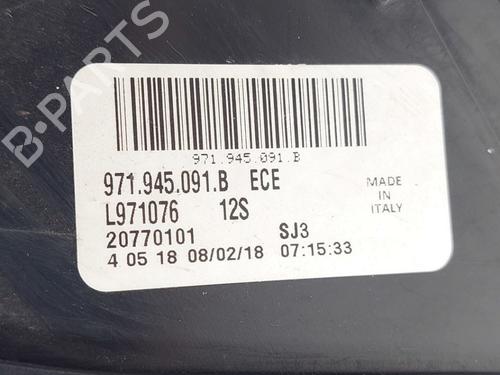 971.945.091.B
971.945.091.B ECE
L971076 12S
20770101 SJ3
4 05 18 08/02/18 07:15:33
MADE
IN
ITALY
B-PARTS